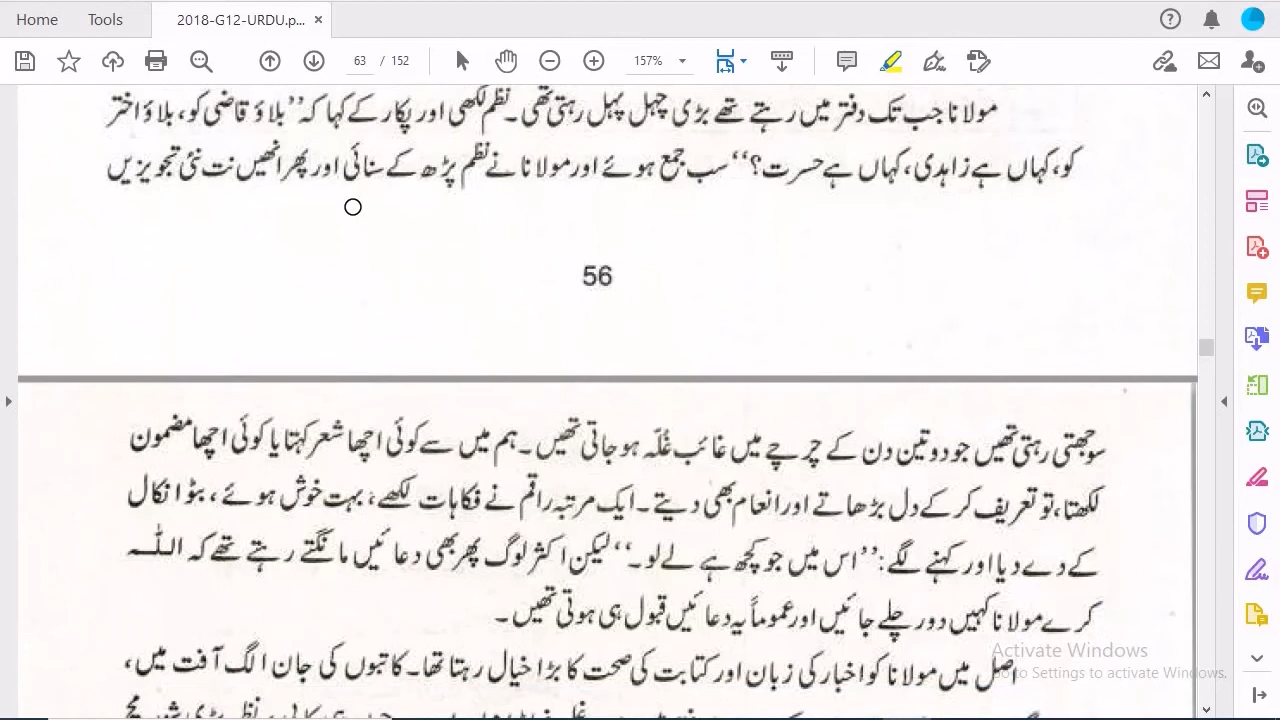 Home Tools 2018-G12-URDU.p... ×
63 / 152 157%
مولانا جب تک دفتر میں رہتے تھے بڑی چہل پہل رہتی تھی۔ نظم لکھی اور پکار کے کہا کہ ’’بلاؤ قاضی کو، بلاؤ اختر
کو، کہاں ہے زاہدی، کہاں ہے حسرت؟‘‘ سب جمع ہوئے اور مولانا نے نظم پڑھ کے سنائی اور پھر انھیں نت نئی تجویزیں
56
سوجھتی رہتی تھیں جو دو تین دن کے چرچے میں غائب غُلّہ ہو جاتی تھیں۔ ہم میں سے کوئی اچھا شعر کہتا یا کوئی اچھا مضمون
لکھتا، تو تعریف کر کے دل بڑھاتے اور انعام بھی دیتے۔ ایک مرتبہ راقم نے فکاہات لکھے، بہت خوش ہوئے، بٹوا نکال
کے دے دیا اور کہنے لگے: ’’اس میں جو کچھ ہے لے لو۔‘‘ لیکن اکثر لوگ پھر بھی دعائیں مانگتے رہتے تھے کہ اللہ
کرے مولانا کہیں دور چلے جائیں اور عموماً یہ دعائیں قبول ہی ہوتی تھیں۔
اصل میں مولانا کو اخبار کی زبان اور کتابت کی صحت کا بڑا خیال رہتا تھا۔ کاتبوں کی جان الگ آفت میں،
Activate Windows
Go to Settings to activate Windows.